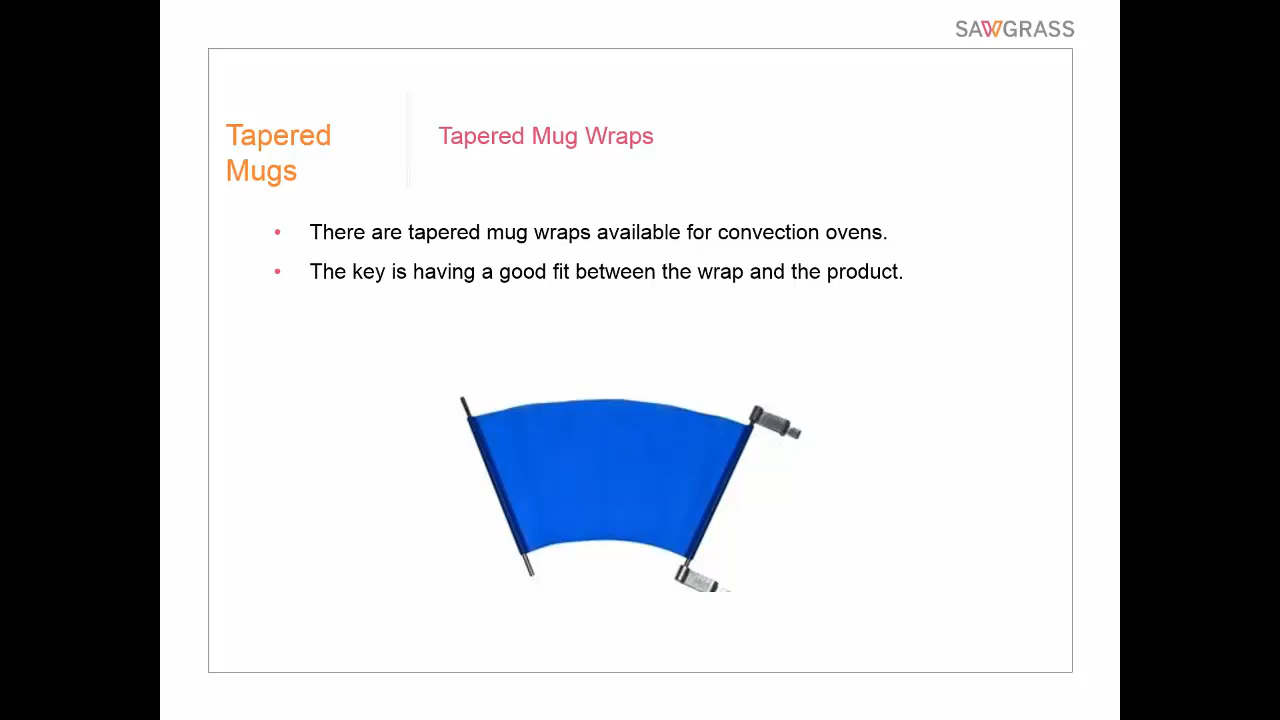 SAWGRASS
Tapered
Mugs
Tapered Mug Wraps
• There are tapered mug wraps available for convection ovens.
• The key is having a good fit between the wrap and the product.